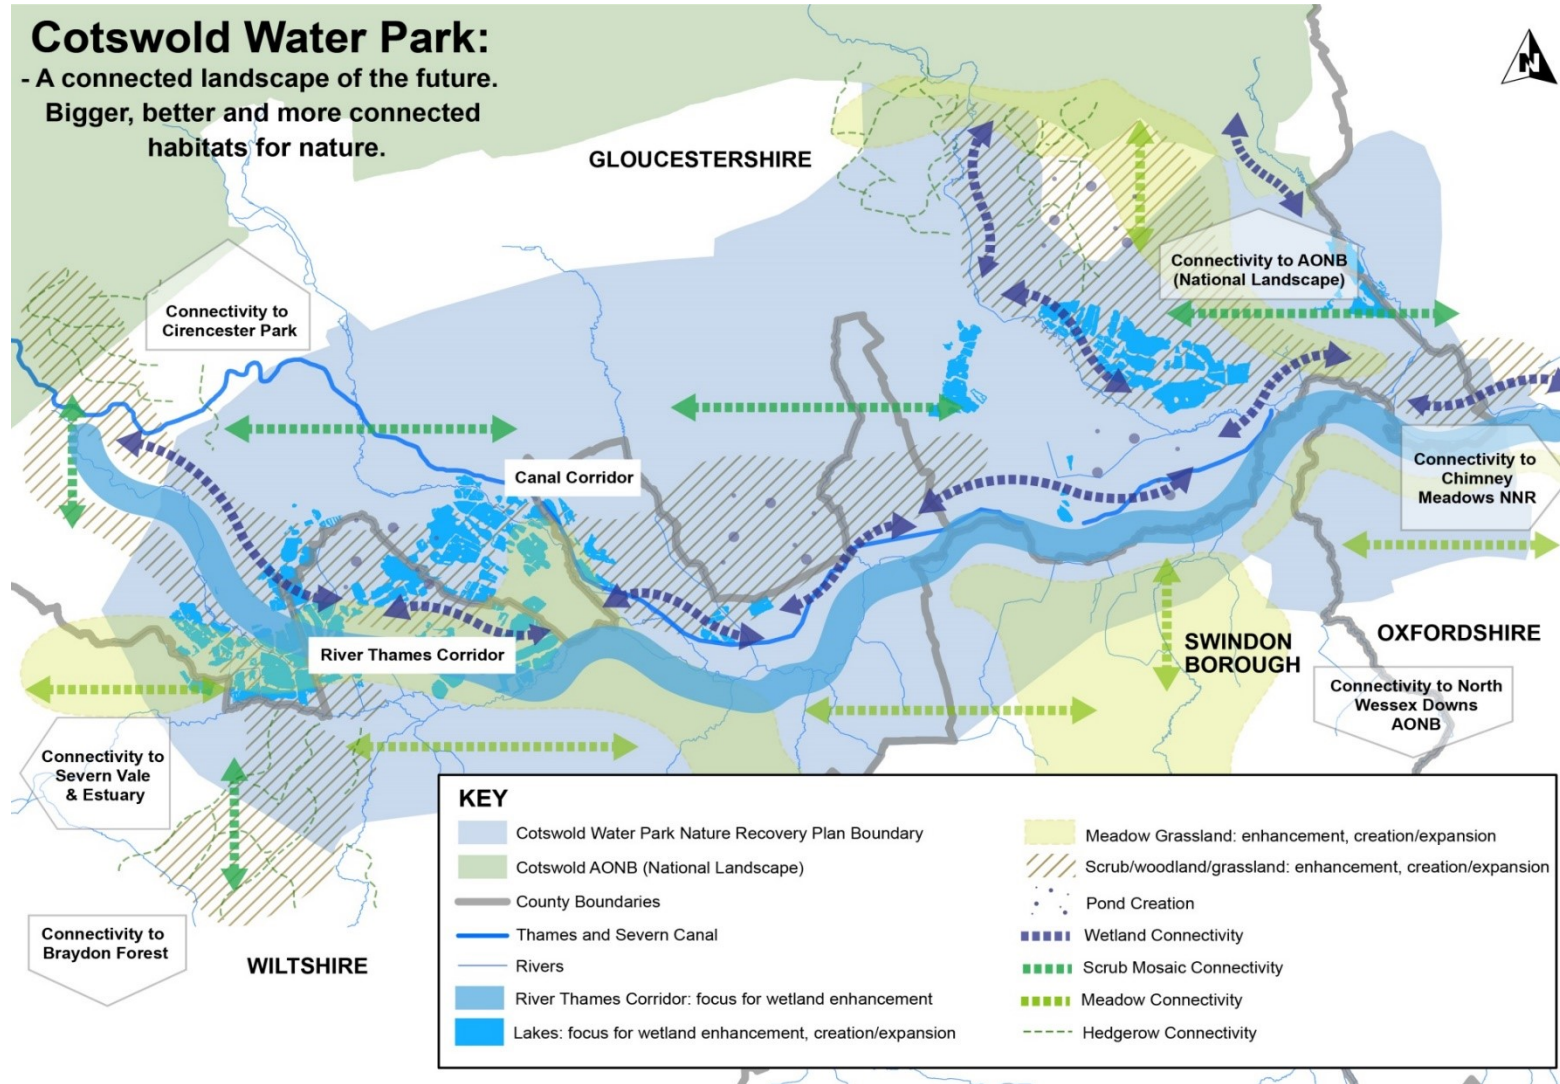 Cotswold Water Park:
- A connected landscape of the future.
Bigger, better and more connected
habitats for nature.
N
GLOUCESTERSHIRE
Connectivity to AONB
(National Landscape)
Connectivity to
Cirencester Park
Canal Corridor
Connectivity to
Chimney
Meadows NNR
River Thames Corridor
SWINDON
BOROUGH
OXFORDSHIRE
Connectivity to North
Wessex Downs
AONB
Connectivity to
Severn Vale
& Estuary
Connectivity to
Braydon Forest
WILTSHIRE
KEY
Cotswold Water Park Nature Recovery Plan Boundary
Cotswold AONB (National Landscape)
County Boundaries
Thames and Severn Canal
Rivers
River Thames Corridor: focus for wetland enhancement
Lakes: focus for wetland enhancement, creation/expansion
Meadow Grassland: enhancement, creation/expansion
Scrub/woodland/grassland: enhancement, creation/expansion
Pond Creation
Wetland Connectivity
Scrub Mosaic Connectivity
Meadow Connectivity
Hedgerow Connectivity